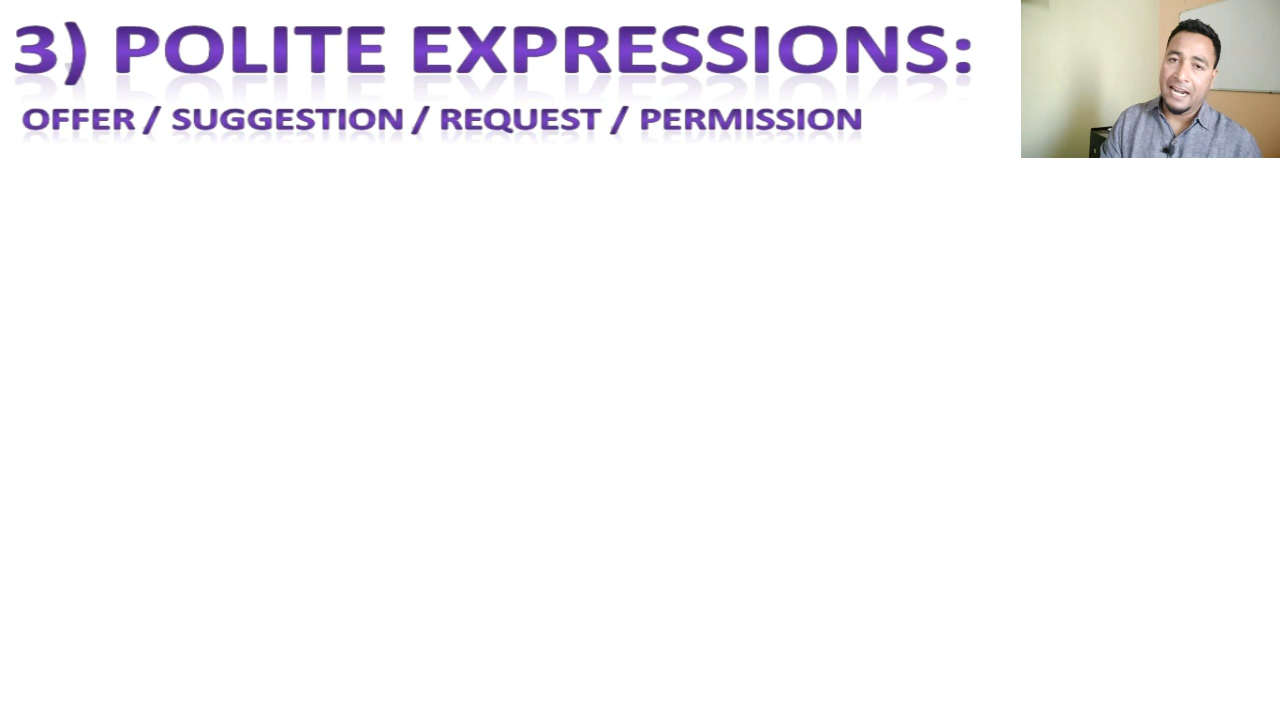 3) POLITE EXPRESSIONS:
OFFER / SUGGESTION / REQUEST / PERMISSION